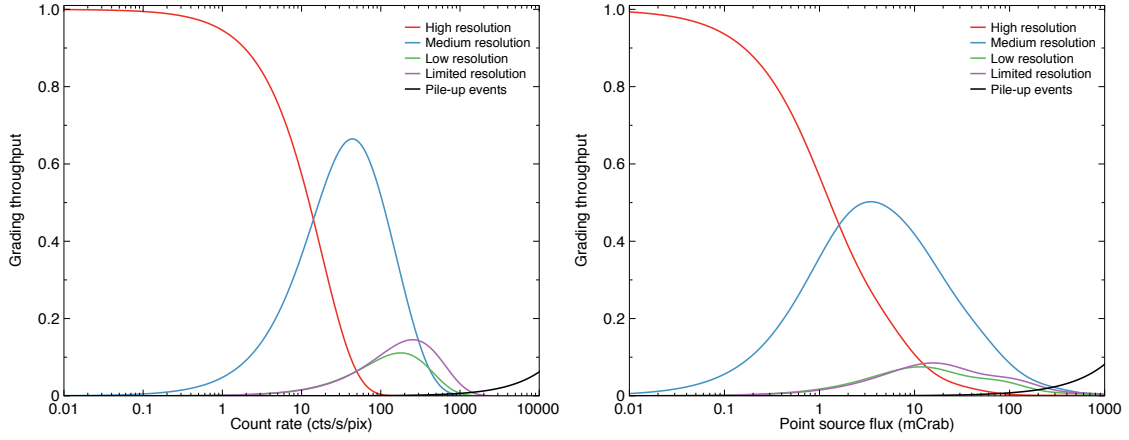 1.0
0.8
0.6
0.4
0.2
0
Grading throughput
High resolution
Medium resolution
Low resolution
Limited resolution
Pile-up events
0.01 0.1 1 10 100 1000 10000
Count rate (cts/s/pix)
1.0
0.8
0.6
0.4
0.2
0
Grading throughput
High resolution
Medium resolution
Low resolution
Limited resolution
Pile-up events
0.01 0.1 1 10 100 1000
Point source flux (mCrab)